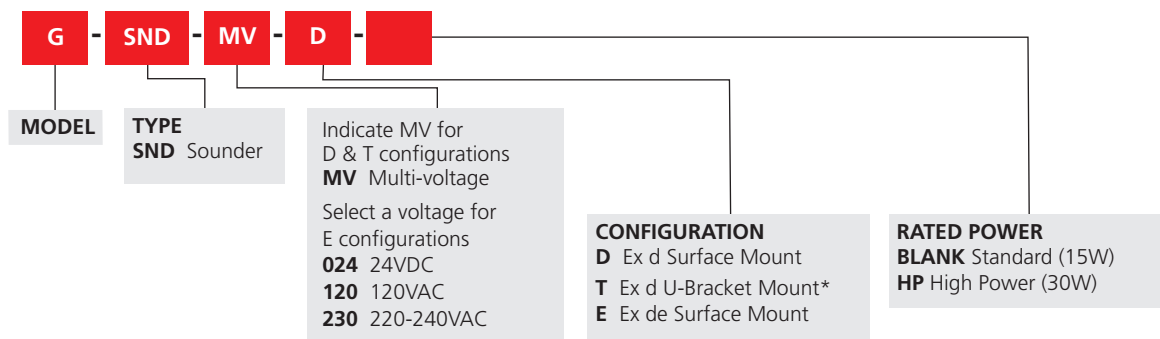 G - SND - MV - D -
MODEL
TYPE
SND Sounder
Indicate MV for
D & T configurations
MV Multi-voltage
Select a voltage for
E configurations
024 24VDC
120 120VAC
230 220-240VAC
CONFIGURATION
D Ex d Surface Mount
T Ex d U-Bracket Mount*
E Ex de Surface Mount
RATED POWER
BLANK Standard (15W)
HP High Power (30W)